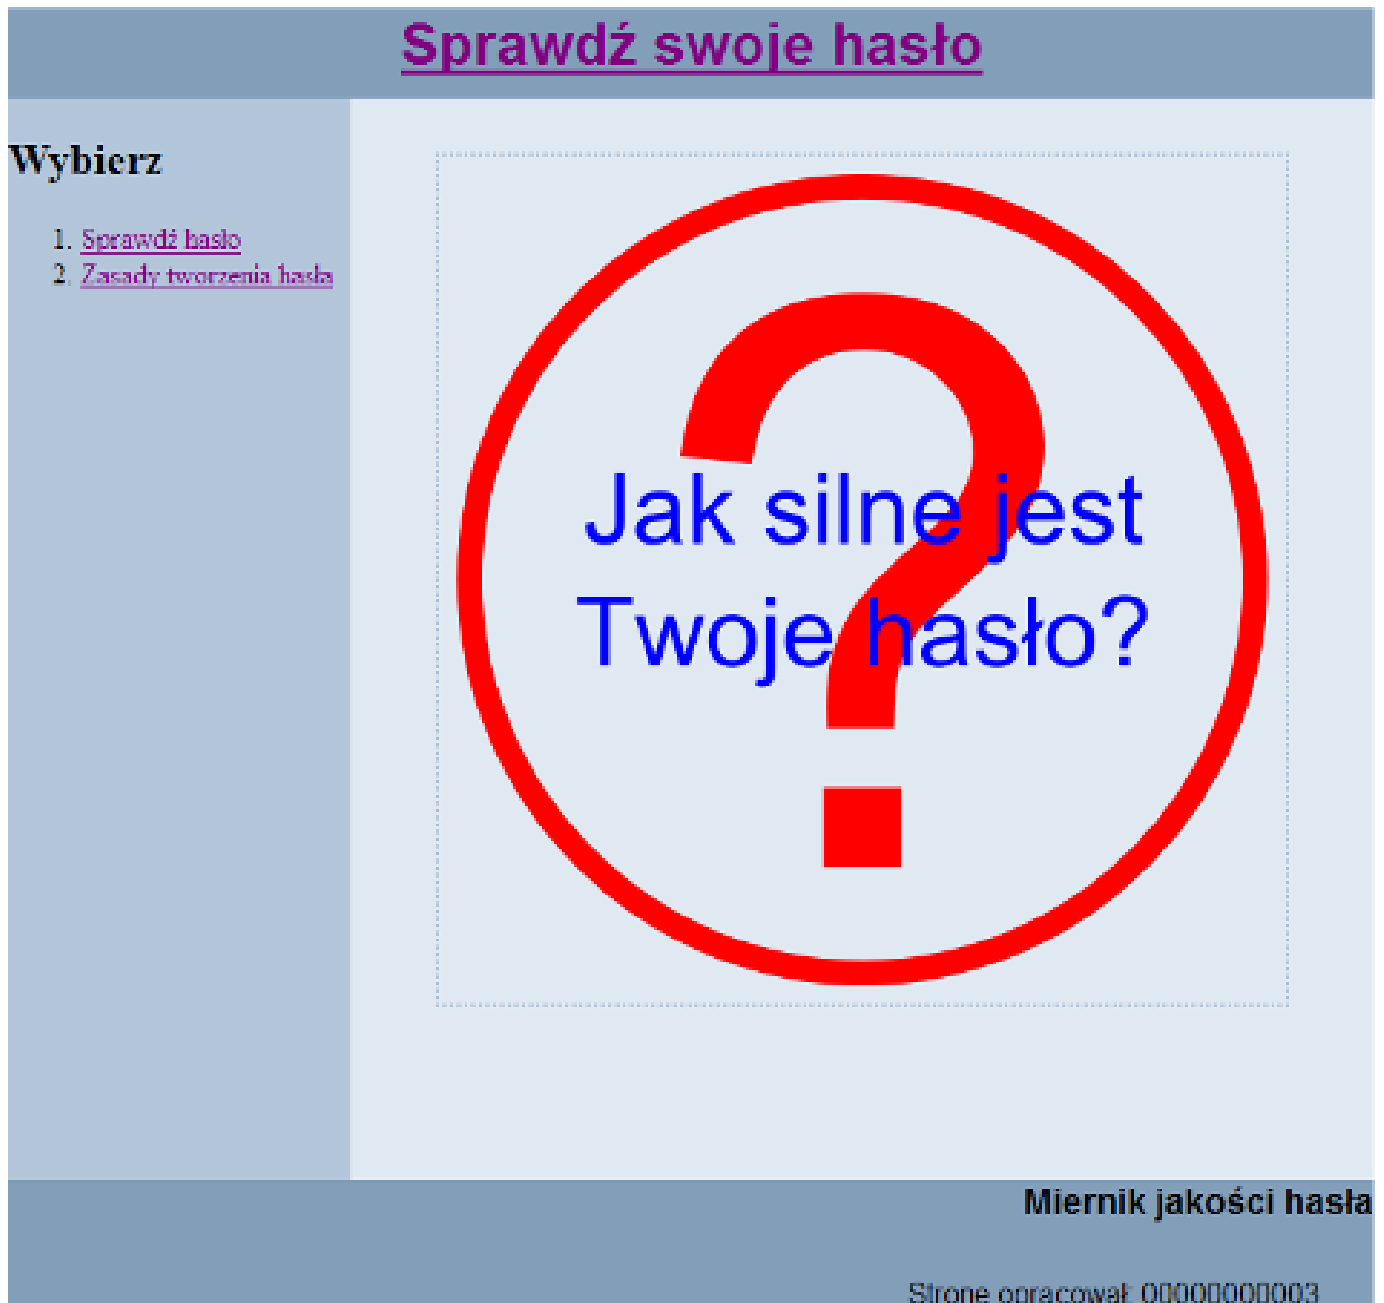 Sprawdź swoje hasło
Wybierz
1. Sprawdź hasło
2. Zasady tworzenia hasła
Jak silne jest
Twoje hasło?
Miernik jakości hasła
Stronę opracował: 00000000003